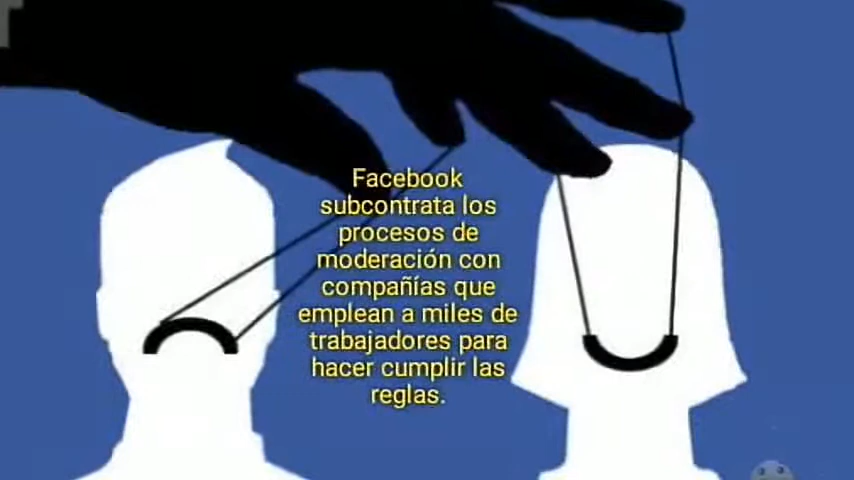 Facebook
subcontrata los
procesos de
moderación con
compañías que
emplean a miles de
trabajadores para
hacer cumplir las
reglas.